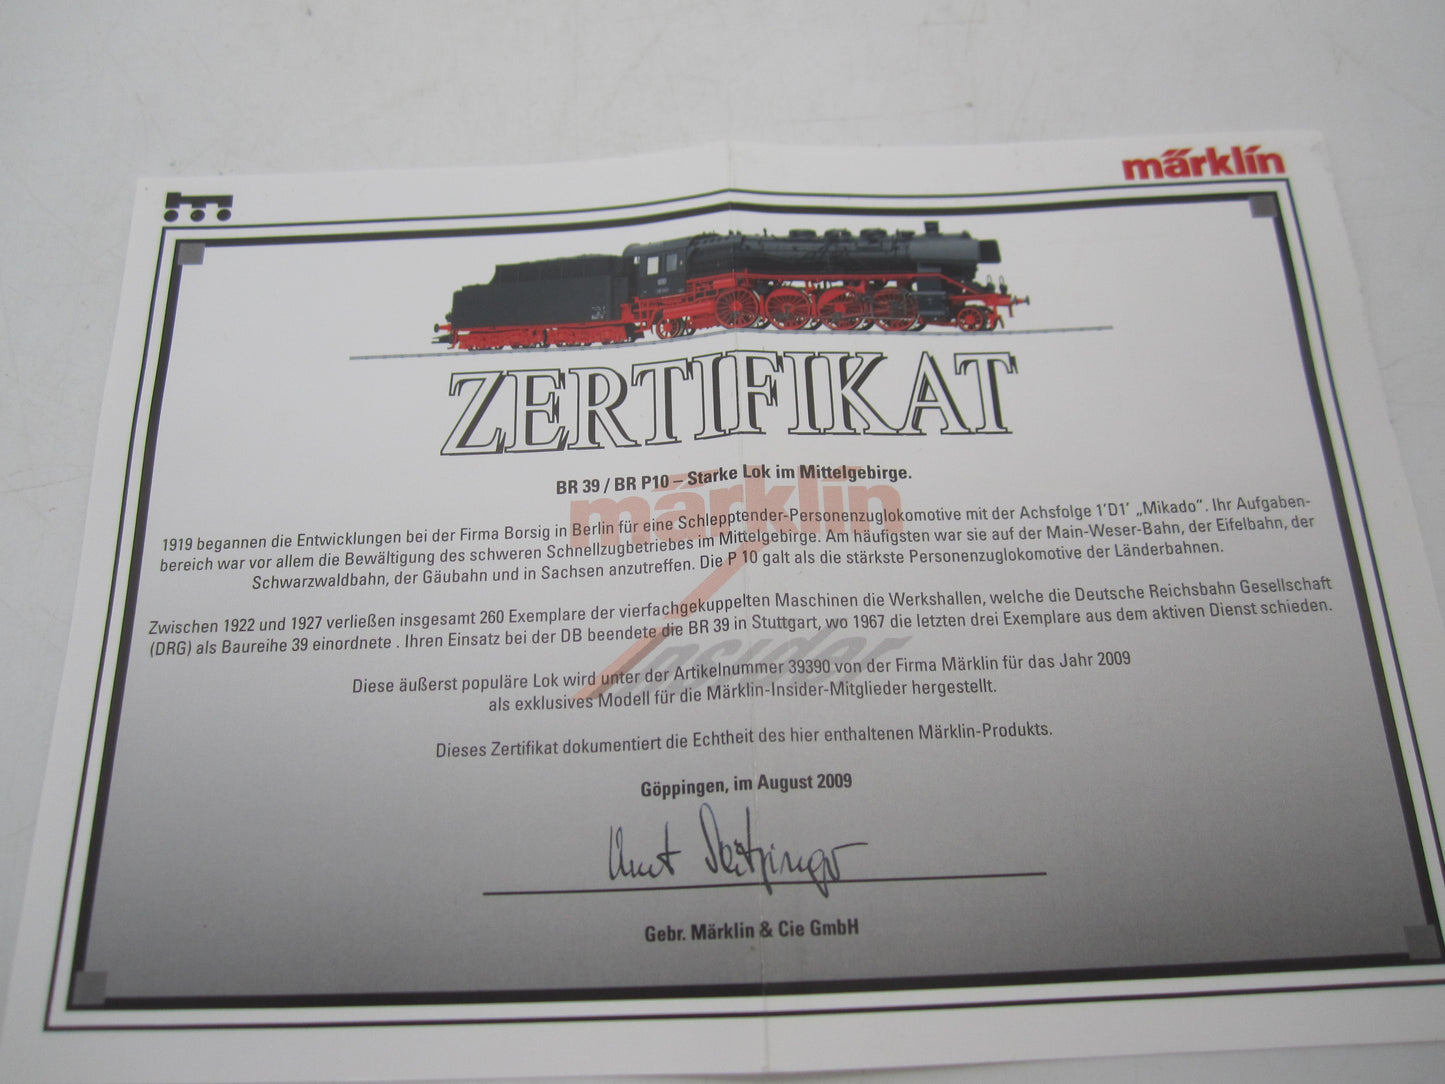 märklin
ZERTIFIKAT
BR 39 / BR P10 – Starke Lok im Mittelgebirge.
märklin
Insider
1919 begannen die Entwicklungen bei der Firma Borsig in Berlin für eine Schlepptender-Personenzuglokomotive mit der Achsfolge 1'D1' „Mikado“. Ihr Aufgaben-
bereich war vor allem die Bewältigung des schweren Schnellzugbetriebes im Mittelgebirge. Am häufigsten war sie auf der Main-Weser-Bahn, der Eifelbahn, der
Schwarzwaldbahn, der Gäubahn und in Sachsen anzutreffen. Die P 10 galt als die stärkste Personenzuglokomotive der Länderbahnen.
Zwischen 1922 und 1927 verließen insgesamt 260 Exemplare der vierfachgekuppelten Maschinen die Werkshallen, welche die Deutsche Reichsbahn Gesellschaft
(DRG) als Baureihe 39 einordnete . Ihren Einsatz bei der DB beendete die BR 39 in Stuttgart, wo 1967 die letzten drei Exemplare aus dem aktiven Dienst schieden.
Diese äußerst populäre Lok wird unter der Artikelnummer 39390 von der Firma Märklin für das Jahr 2009
als exklusives Modell für die Märklin-Insider-Mitglieder hergestellt.
Dieses Zertifikat dokumentiert die Echtheit des hier enthaltenen Märklin-Produkts.
Göppingen, im August 2009
Gebr. Märklin & Cie GmbH